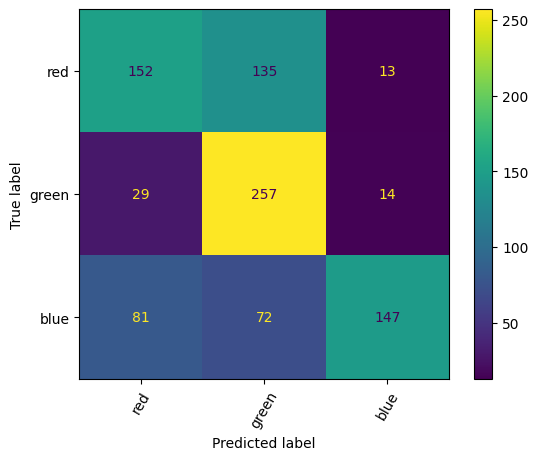 red 152 135 13
green 29 257 14
blue 81 72 147
red green blue
Predicted label
True label
250
200
150
100
50